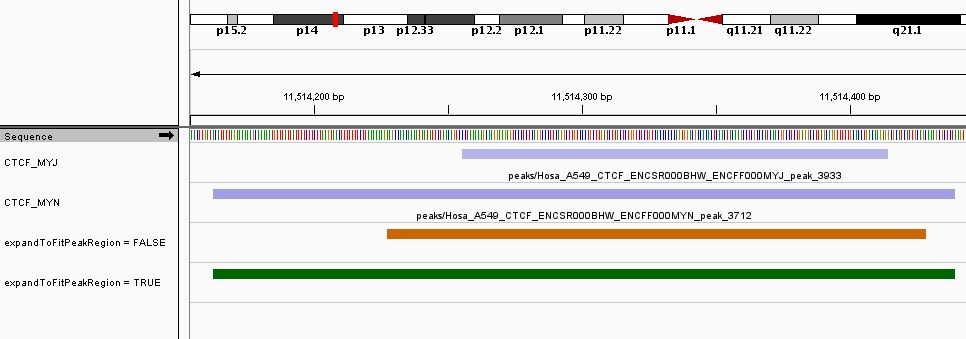 p15.2 p14 p13 p12.33 p12.2 p12.1 p11.22 p11.1 q11.21 q11.22 q21.1
11,514,200 bp 11,514,300 bp 11,514,400 bp
Sequence
CTCF_MYJ
peaks/Hosa_A549_CTCF_ENCSR000BHW_ENCFF000MYJ_peak_3933
CTCF_MYN
peaks/Hosa_A549_CTCF_ENCSR000BHW_ENCFF000MYN_peak_3712
expandToFitPeakRegion = FALSE
expandToFitPeakRegion = TRUE